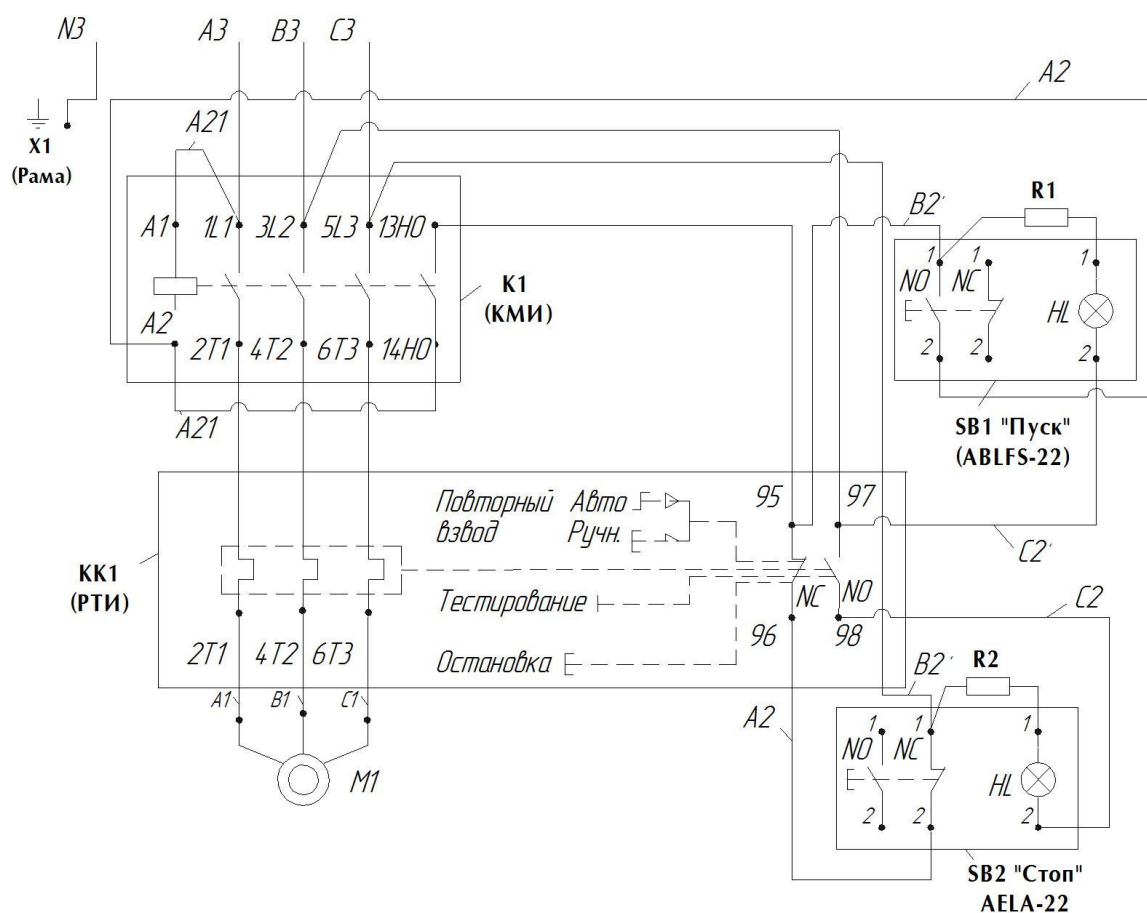 N3
A3
B3
C3
A2
A21
X1
(Рама)
R1
B2'
A1
1L1
3L2
5L3
13НО
1
1
1
NO
NC
HL
K1
(КМИ)
A2
2T1
4T2
6T3
14НО
2
2
2
A21
SB1 "Пуск"
(ABLFS-22)
Повторный
взвод
Авто
Ручн.
95
97
C2'
KK1
(РТИ)
Тестирование
NC
NO
C2
96
98
2T1
4T2
6T3
Остановка
B2'
R2
A1
B1
C1
A2
1
1
1
NO
NC
HL
M1
2
2
2
SB2 "Стоп"
AELA-22